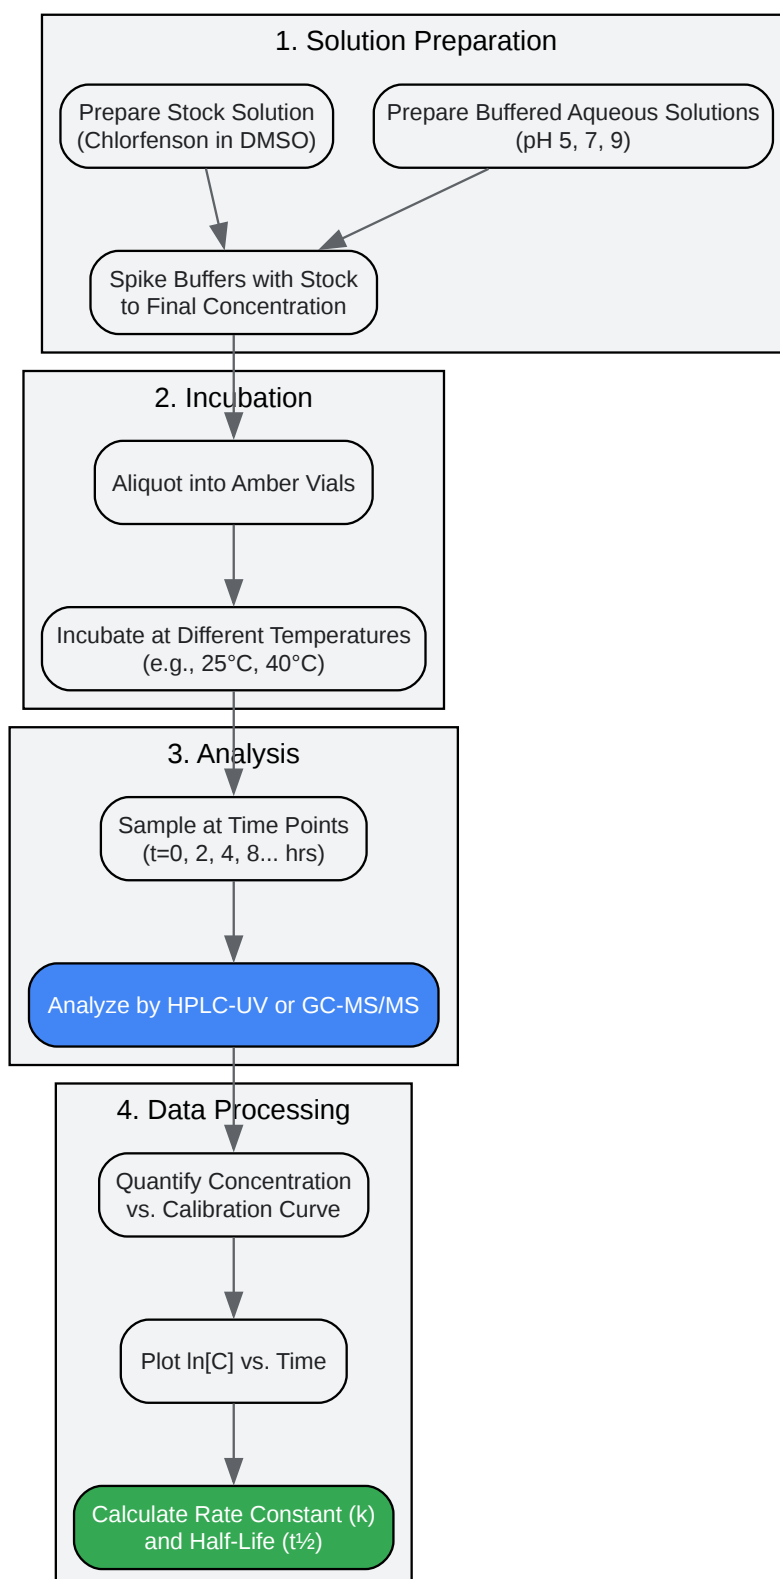 1. Solution Preparation
Prepare Stock Solution
(Chlorfenson in DMSO)
Prepare Buffered Aqueous Solutions
(pH 5, 7, 9)
Spike Buffers with Stock
to Final Concentration
2. Incubation
Aliquot into Amber Vials
Incubate at Different Temperatures
(e.g., 25°C, 40°C)
3. Analysis
Sample at Time Points
(t=0, 2, 4, 8... hrs)
Analyze by HPLC-UV or GC-MS/MS
4. Data Processing
Quantify Concentration
vs. Calibration Curve
Plot ln[C] vs. Time
Calculate Rate Constant (k)
and Half-Life (t½)